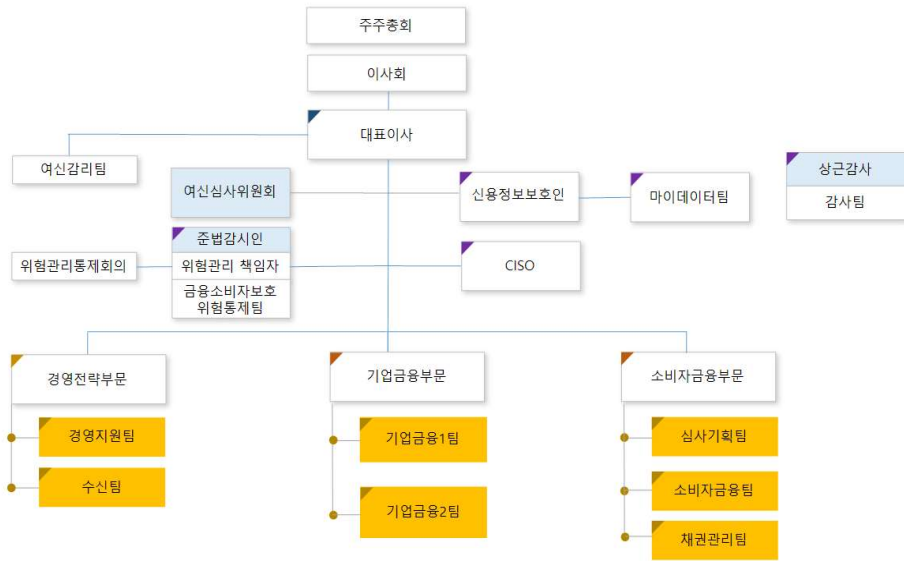 주주총회
이사회
대표이사
여신감리팀
여신심사위원회
신용정보보호인
마이데이터팀
상근감사
감사팀
준법감시인
위험관리통제회의
위험관리 책임자
CISO
금융소비자보호
위험통제팀
경영전략부문
기업금융부문
소비자금융부문
경영지원팀
기업금융1팀
심사기획팀
수신팀
기업금융2팀
소비자금융팀
채권관리팀